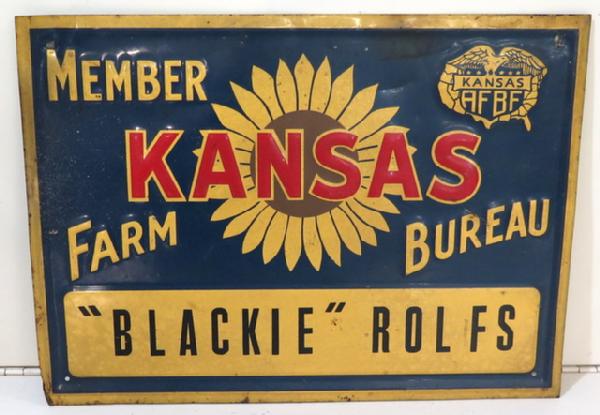 MEMBER
KANSAS
AFBF
KANSAS
FARM
BUREAU
"BLACKIE" ROLFS